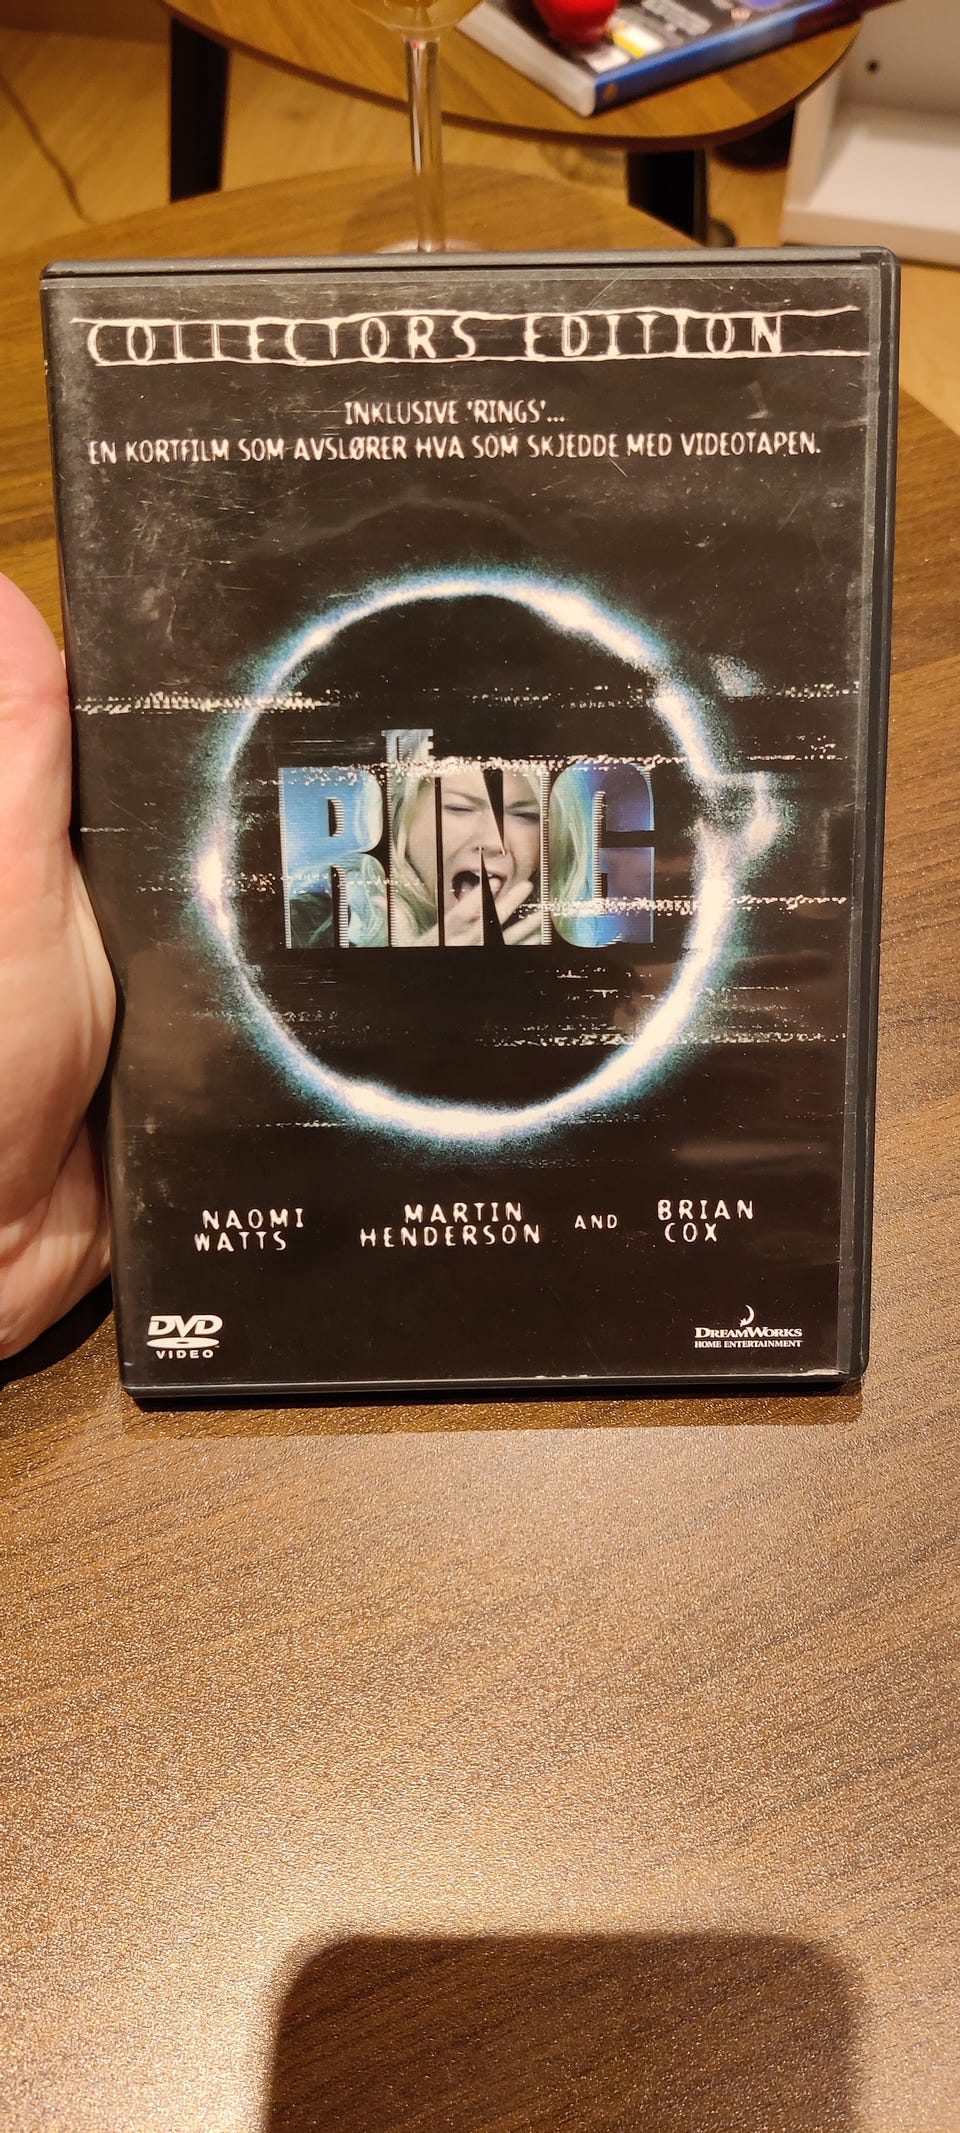 COLLECTORS EDITION
INKLUSIVE 'RINGS'...
EN KORTFILM SOM AVSLØRER HVA SOM SKJEDDE MED VIDEOTAPEN.
THE
RING
NAOMI
WATTS
MARTIN
HENDERSON
AND
BRIAN
COX
DVD
VIDEO
DREAMWORKS
HOME ENTERTAINMENT